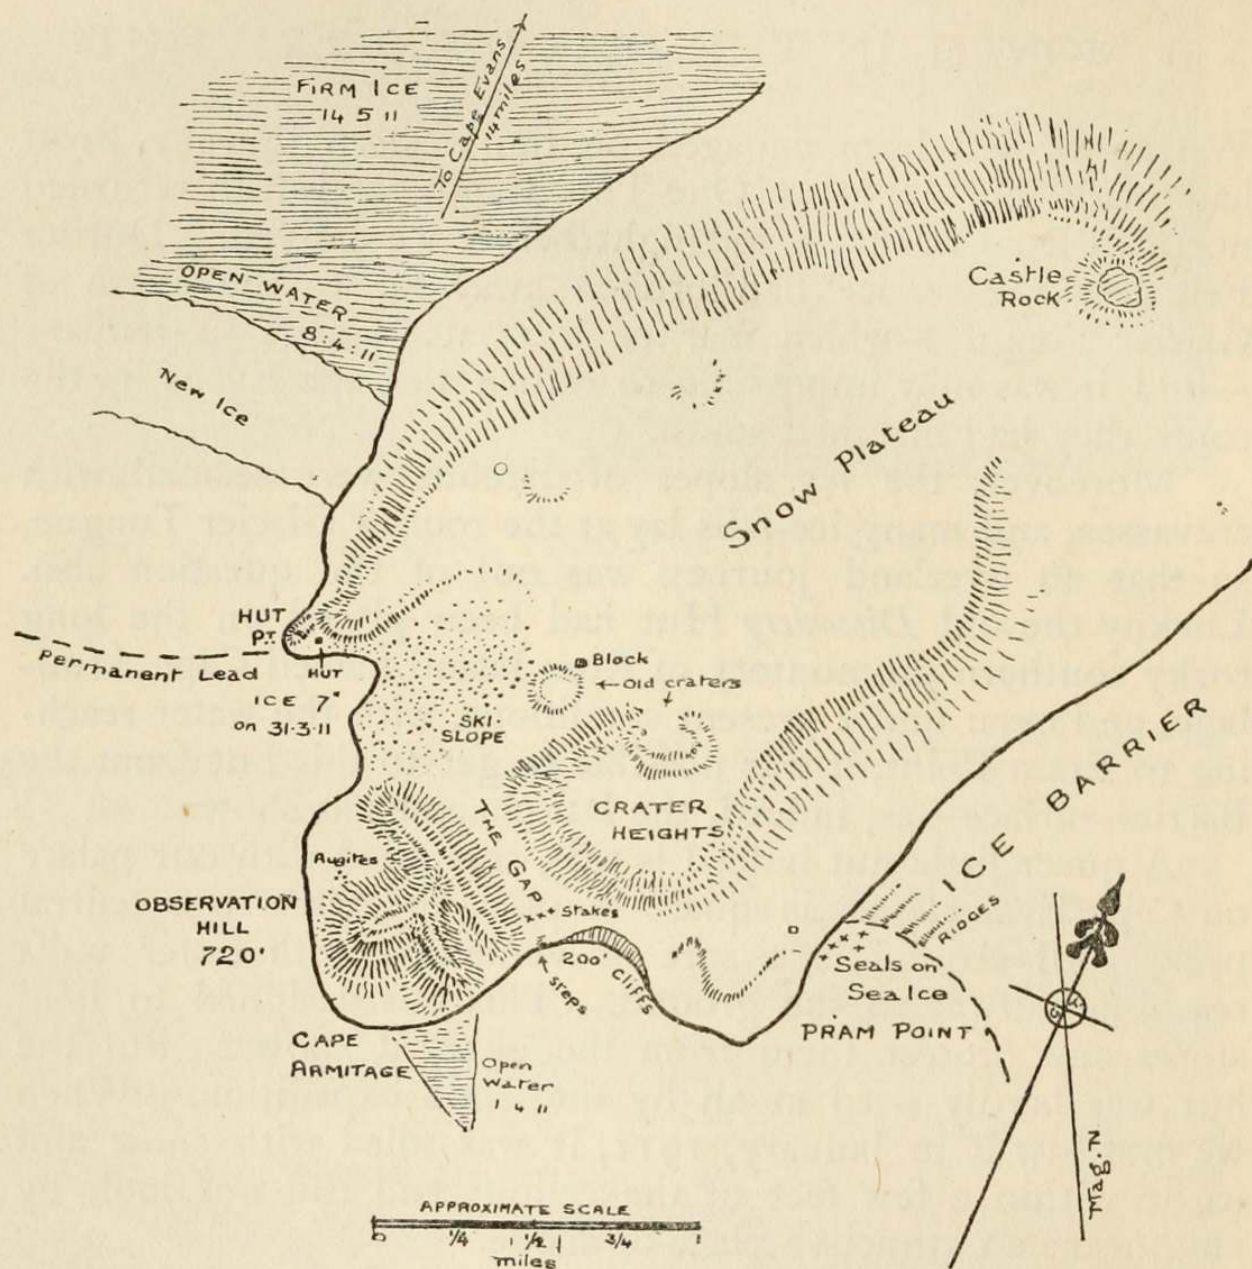 FIRM ICE
14 5 11
To Cape Evans
14 miles
OPEN-WATER
8:4:11
New Ice
Castle
Rock
Snow Plateau
HUT
PT.
HUT
Permanent Lead
ICE 7"
on 31·3·11
SKI-
SLOPE
Block
Old craters
CRATER
HEIGHTS
THE GAP
Augites
OBSERVATION
HILL
720'
Stakes
200' CLIFFS
Steps
CAPE
ARMITAGE
Open
Water
1 4 11
ICE BARRIER
RIDGES
Seals on
Sea Ice
PRAM POINT
Mag. N
APPROXIMATE SCALE
0 1/4 1/2 3/4 1
miles